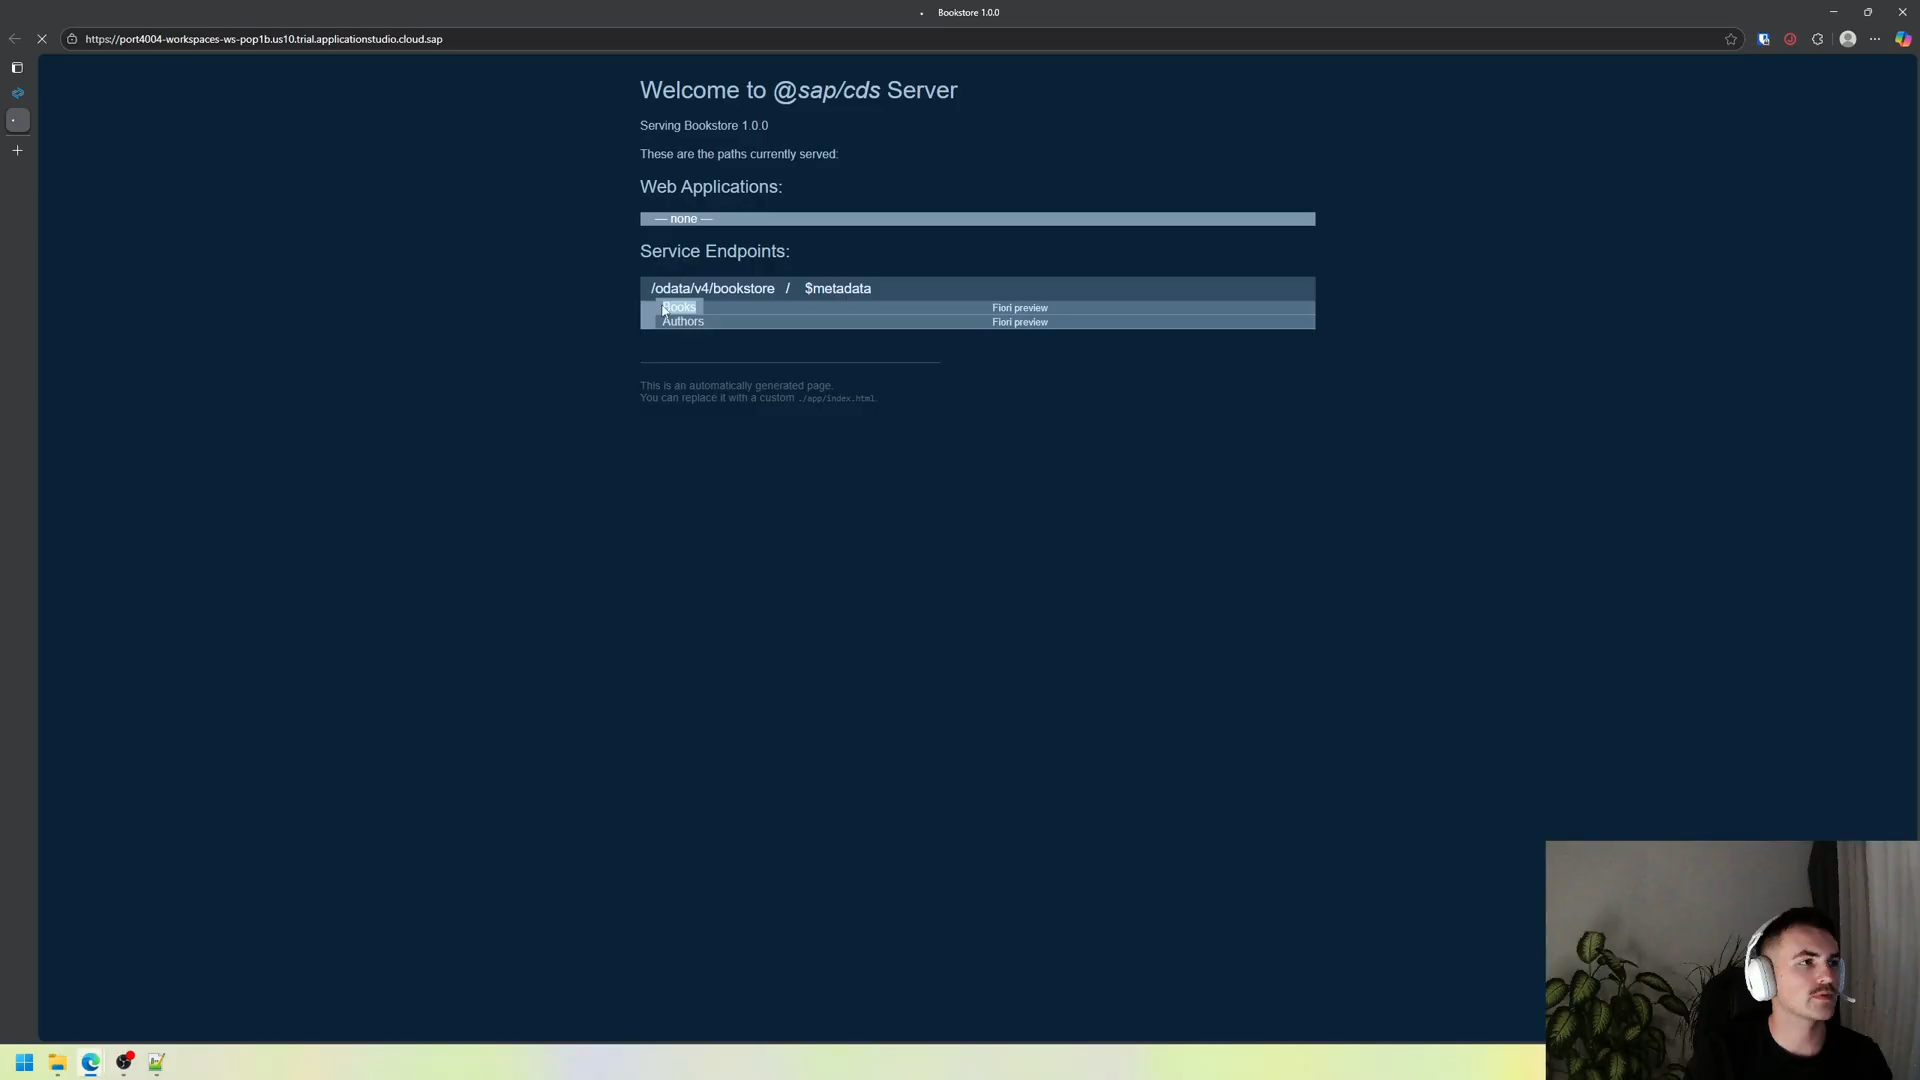 Bookstore 1.0.0
https://port4004-workspaces-ws-pop1b.us10.trial.applicationstudio.cloud.sap
Welcome to @sap/cds Server
Serving Bookstore 1.0.0
These are the paths currently served:
Web Applications:
— none —
Service Endpoints:
/odata/v4/bookstore / $metadata
Books Fiori preview
Authors Fiori preview
This is an automatically generated page.
You can replace it with a custom ./app/index.html.